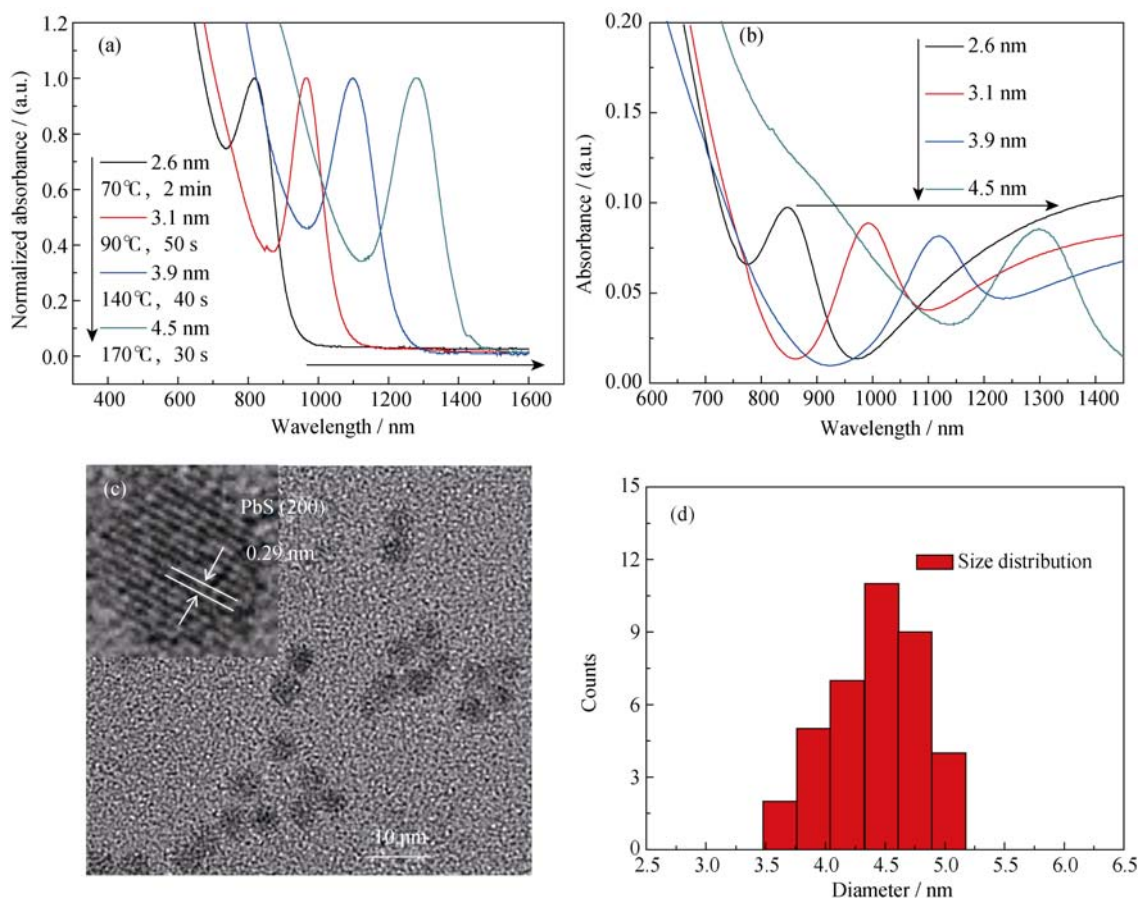 (a)
1.2
1.0
0.8
0.6
0.4
0.2
0.0
Normalized absorbance / (a.u.)
2.6 nm
70℃, 2 min
3.1 nm
90℃, 50 s
3.9 nm
140℃, 40 s
4.5 nm
170℃, 30 s
400 600 800 1000 1200 1400 1600
Wavelength / nm
(b)
0.20
0.15
0.10
0.05
0.00
Absorbance / (a.u.)
2.6 nm
3.1 nm
3.9 nm
4.5 nm
600 700 800 900 1000 1100 1200 1300 1400
Wavelength / nm
(c)
PbS (200)
0.29 nm
10 nm
(d)
15
12
9
6
3
0
Counts
Size distribution
2.5 3.0 3.5 4.0 4.5 5.0 5.5 6.0 6.5
Diameter / nm